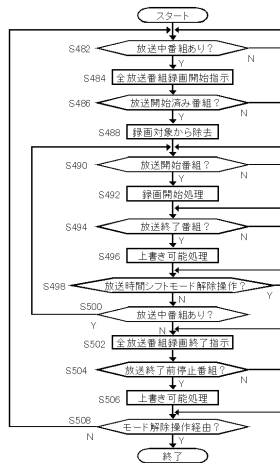 スタート
S482
放送中番組あり？
N
Y
S484
全放送番組録画開始指示
S486
放送開始済み番組？
N
Y
S488
録画対象から除去
S490
放送開始番組？
N
Y
S492
録画開始処理
S494
放送終了番組？
N
Y
S496
上書き可能処理
S498
放送時間シフトモード解除操作？
Y
N
S500
放送中番組あり？
Y
N
S502
全放送番組録画終了指示
S504
放送終了前停止番組？
N
Y
S506
上書き可能処理
S508
モード解除操作経由？
N
Y
終了